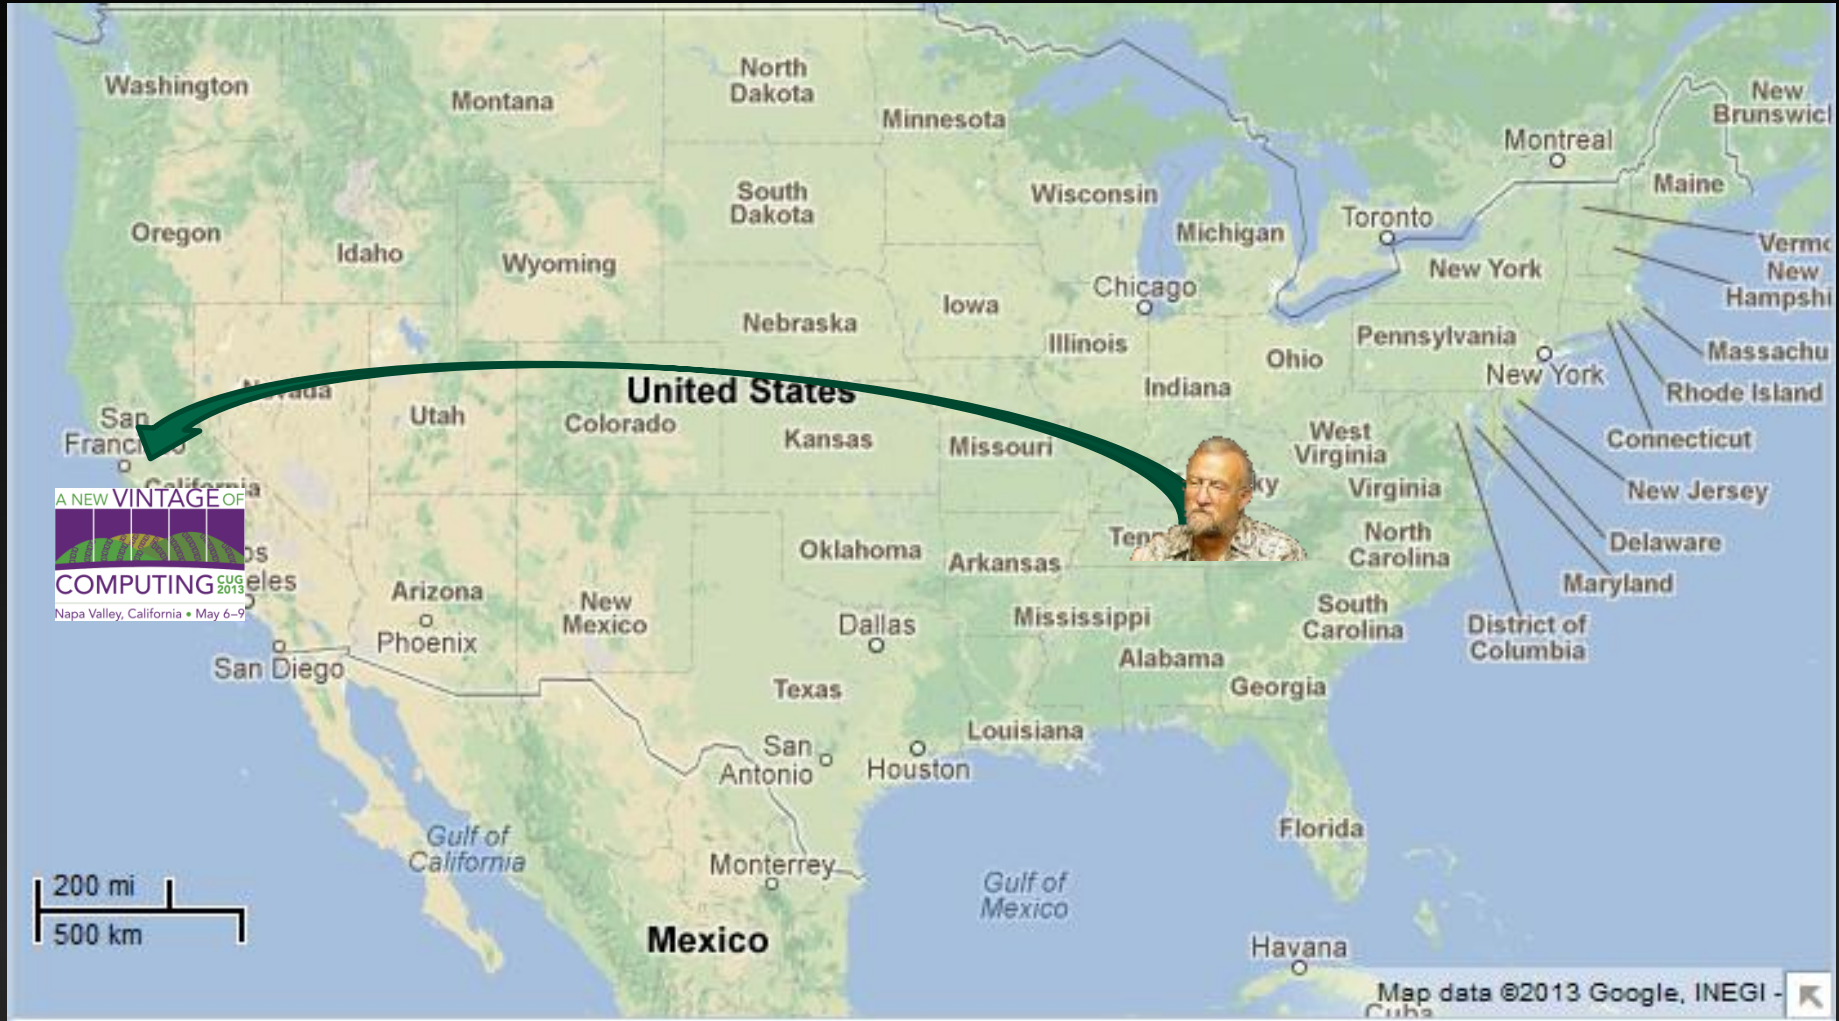 Washington
Montana
North
Dakota
Minnesota
Montreal
New
Maine
South
Dakota
Wisconsin
Oregon
Idaho
Wyoming
Michigan
Toronto
New York
New
Chicago
Iowa
Nebraska
Illinois
Ohio
Pennsylvania
Indiana
New York
Massachu
Rhode Island
United States
San
Utah
Colorado
Kansas
Missouri
West
Virginia
Connecticut
Virginia
New Jersey
A NEW VINTAGE OF
COMPUTING CUG
2013
Napa Valley, California • May 6–9
Oklahoma
Arkansas
North
Carolina
Delaware
Maryland
Arizona
Phoenix
New
Mexico
Dallas
Mississippi
South
Carolina
District of
Columbia
San Diego
Texas
Alabama
Georgia
San
Antonio
Houston
Louisiana
Florida
Gulf of
California
Monterrey
Gulf of
Mexico
200 mi
500 km
Mexico
Havana
Map data ©2013 Google, INEGI -